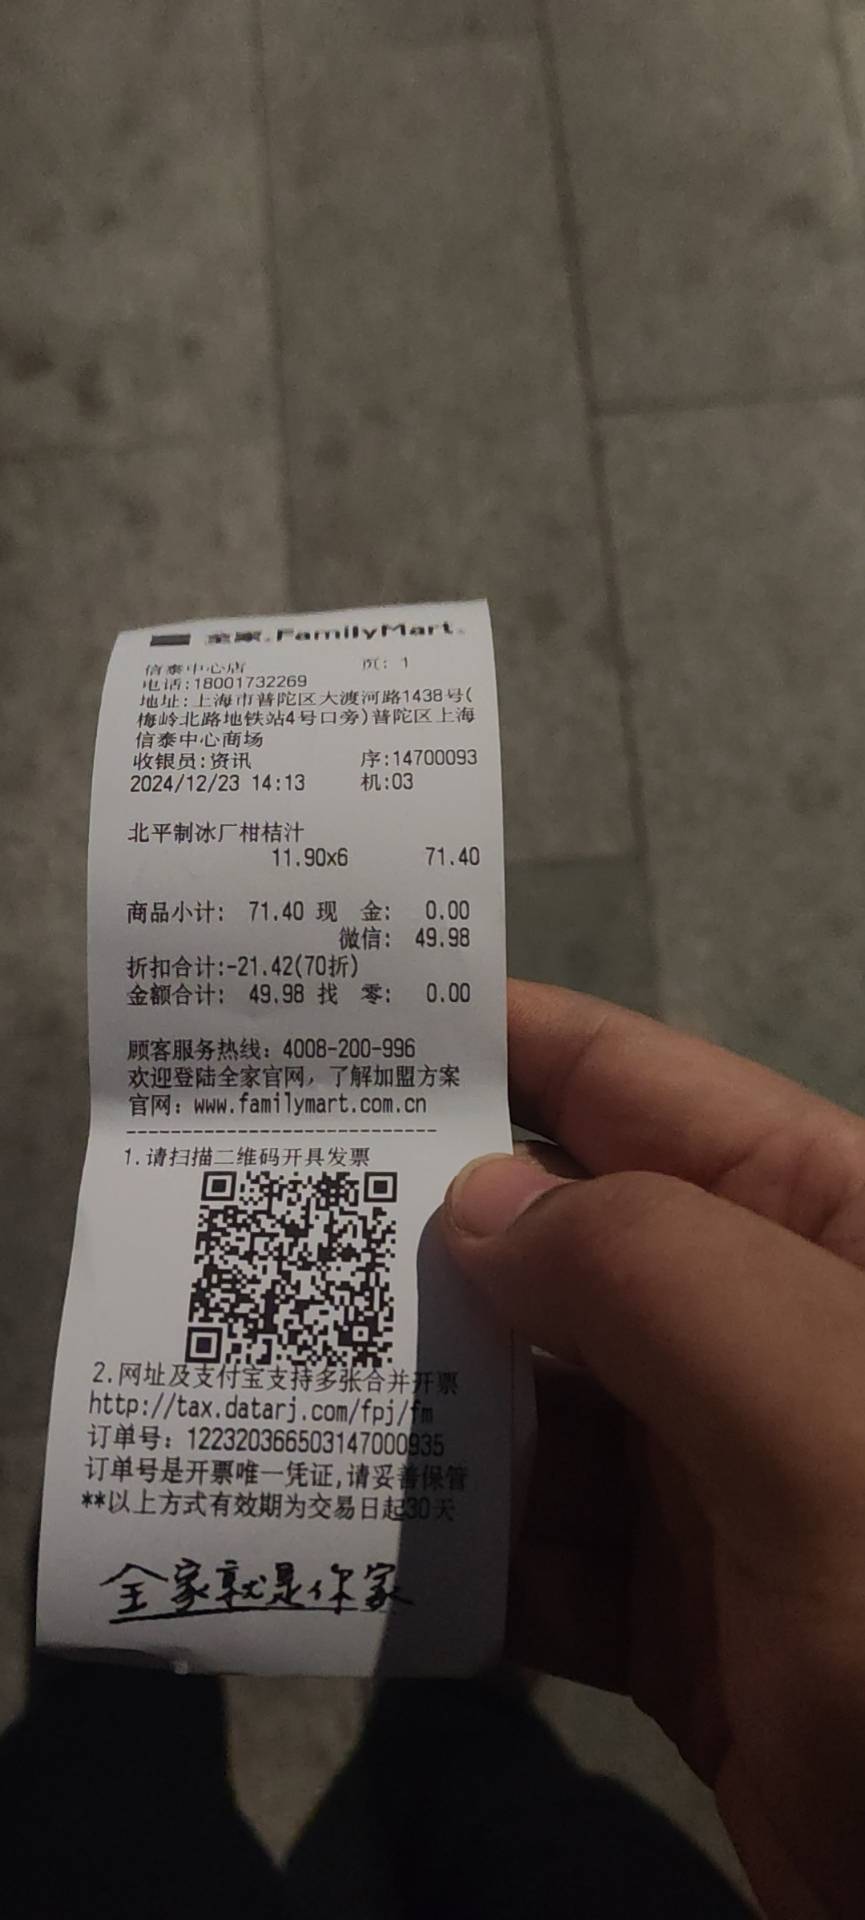 全家.FamilyMart.
信泰中心店 页: 1
电话:18001732269
地址:上海市普陀区大渡河路1438号(
梅岭北路地铁站4号口旁)普陀区上海
信泰中心商场
收银员:资讯 序:14700093
2024/12/23 14:13 机:03
北平制冰厂柑桔汁
11.90x6 71.40
商品小计: 71.40 现 金: 0.00
微信: 49.98
折扣合计:-21.42(70折)
金额合计: 49.98 找 零: 0.00
顾客服务热线: 4008-200-996
欢迎登陆全家官网, 了解加盟方案
官网: www.familymart.com.cn
----------------------------
1.请扫描二维码开具发票
2.网址及支付宝支持多张合并开票
http://tax.datarj.com/fpj/fm
订单号: 122320366503147000935
订单号是开票唯一凭证,请妥善保管
**以上方式有效期为交易日起30天
全家就是你家